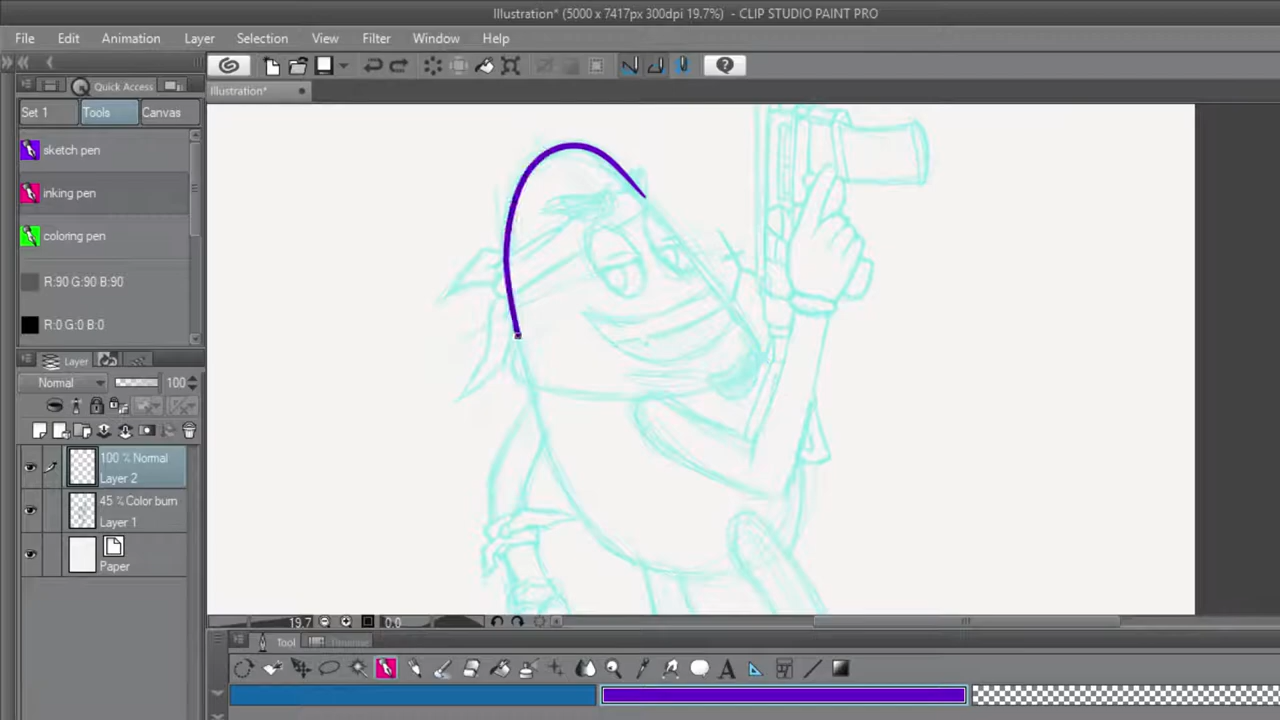 Illustration* (5000 x 7417px 300dpi 19.7%) - CLIP STUDIO PAINT PRO
File Edit Animation Layer Selection View Filter Window Help
Quick Access
Illustration*
Set 1 Tools Canvas
sketch pen
inking pen
coloring pen
R:90 G:90 B:90
R:0 G:0 B:0
Layer
Normal 100
100 % Normal
Layer 2
45 % Color burn
Layer 1
Paper
19.7 0.0
Tool Timeline